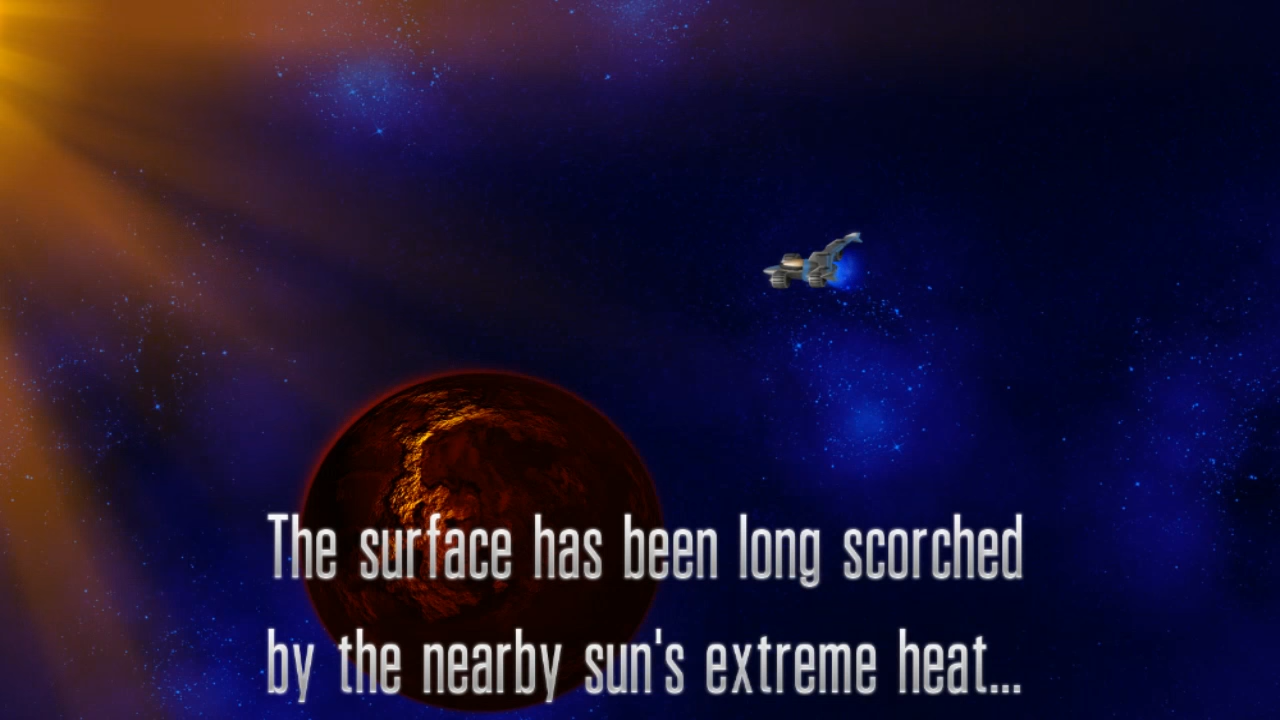 The surface has been long scorched
by the nearby sun's extreme heat...